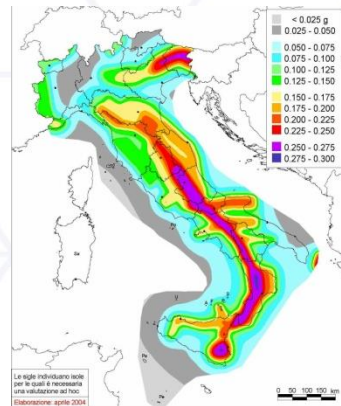 < 0.025 g
0.025 - 0.050
0.050 - 0.075
0.075 - 0.100
0.100 - 0.125
0.125 - 0.150
0.150 - 0.175
0.175 - 0.200
0.200 - 0.225
0.225 - 0.250
0.250 - 0.275
0.275 - 0.300
Le sigle individuano isole
per le quali è necessaria
una valutazione ad hoc
Elaborazione: aprile 2004
0 50 100 150
km